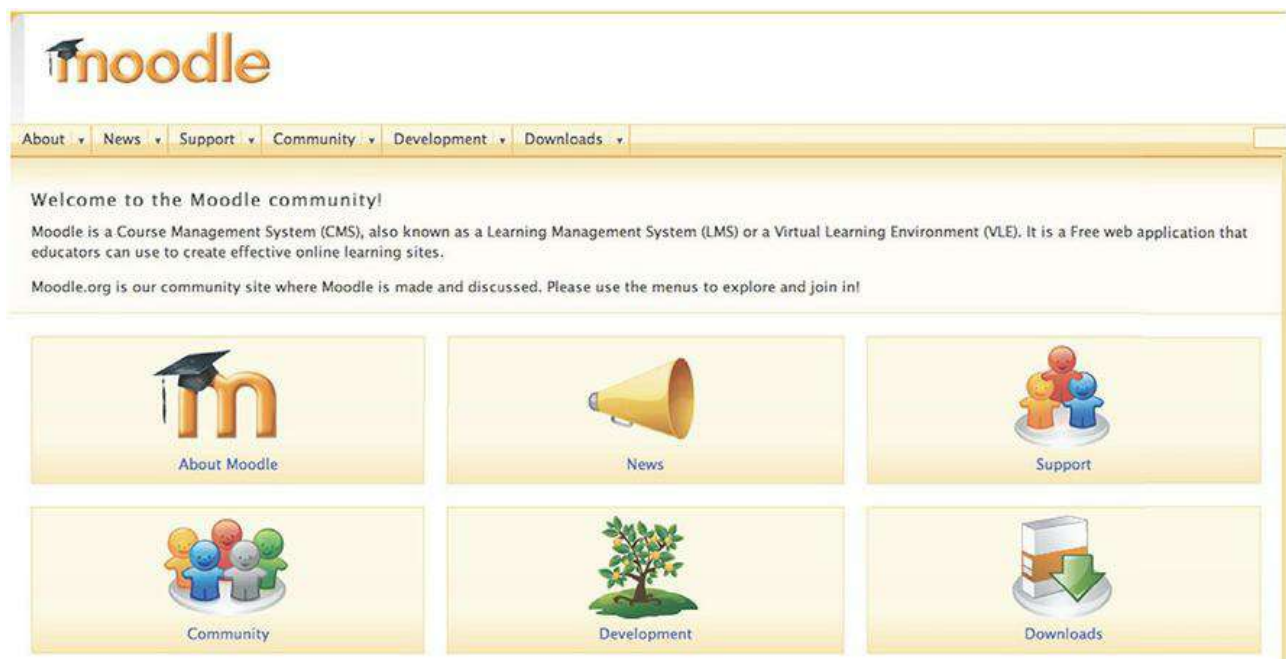 moodle
About News Support Community Development Downloads
Welcome to the Moodle community!
Moodle is a Course Management System (CMS), also known as a Learning Management System (LMS) or a Virtual Learning Environment (VLE). It is a Free web application that
educators can use to create effective online learning sites.
Moodle.org is our community site where Moodle is made and discussed. Please use the menus to explore and join in!
m
About Moodle News Support
Community Development Downloads